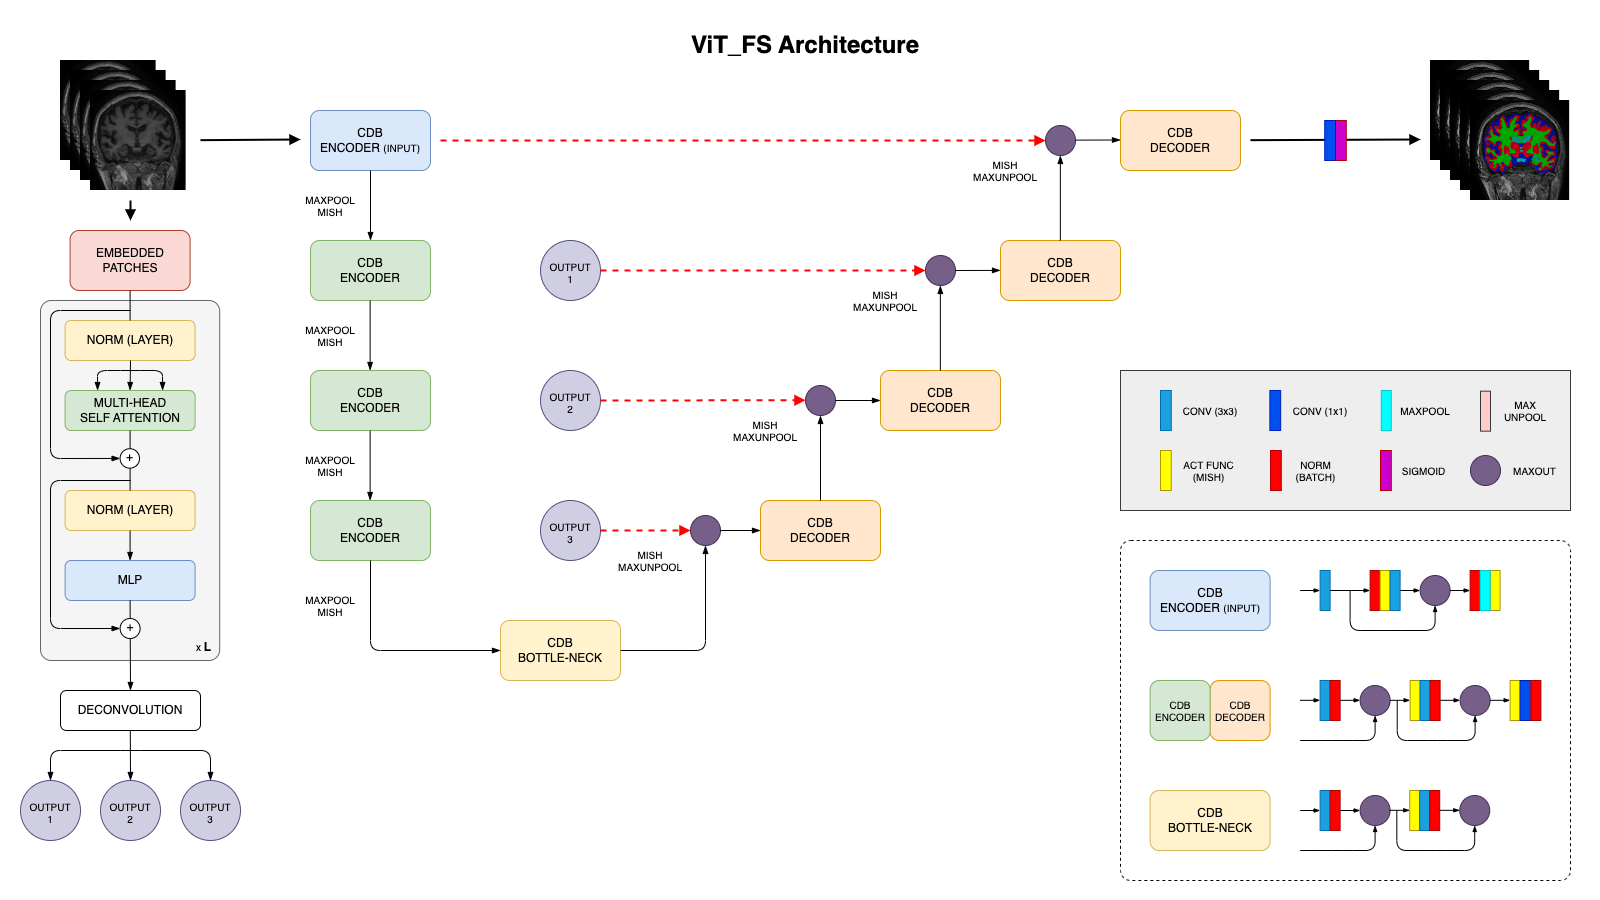 ViT_FS Architecture
CDB
ENCODER (INPUT)
MISH
MAXUNPOOL
CDB
DECODER
MAXPOOL
MISH
EMBEDDED
PATCHES
CDB
ENCODER
OUTPUT
1
MISH
MAXUNPOOL
CDB
DECODER
MAXPOOL
MISH
NORM (LAYER)
MULTI-HEAD
SELF ATTENTION
+
NORM (LAYER)
MLP
+
x L
DECONVOLUTION
OUTPUT
1
OUTPUT
2
OUTPUT
3
CDB
ENCODER
OUTPUT
2
MISH
MAXUNPOOL
CDB
DECODER
MAXPOOL
MISH
CDB
ENCODER
OUTPUT
3
MISH
MAXUNPOOL
CDB
DECODER
MAXPOOL
MISH
CDB
BOTTLE-NECK
CONV (3x3)
CONV (1x1)
MAXPOOL
MAX
UNPOOL
ACT FUNC
(MISH)
NORM
(BATCH)
SIGMOID
MAXOUT
CDB
ENCODER (INPUT)
CDB
ENCODER
CDB
DECODER
CDB
BOTTLE-NECK